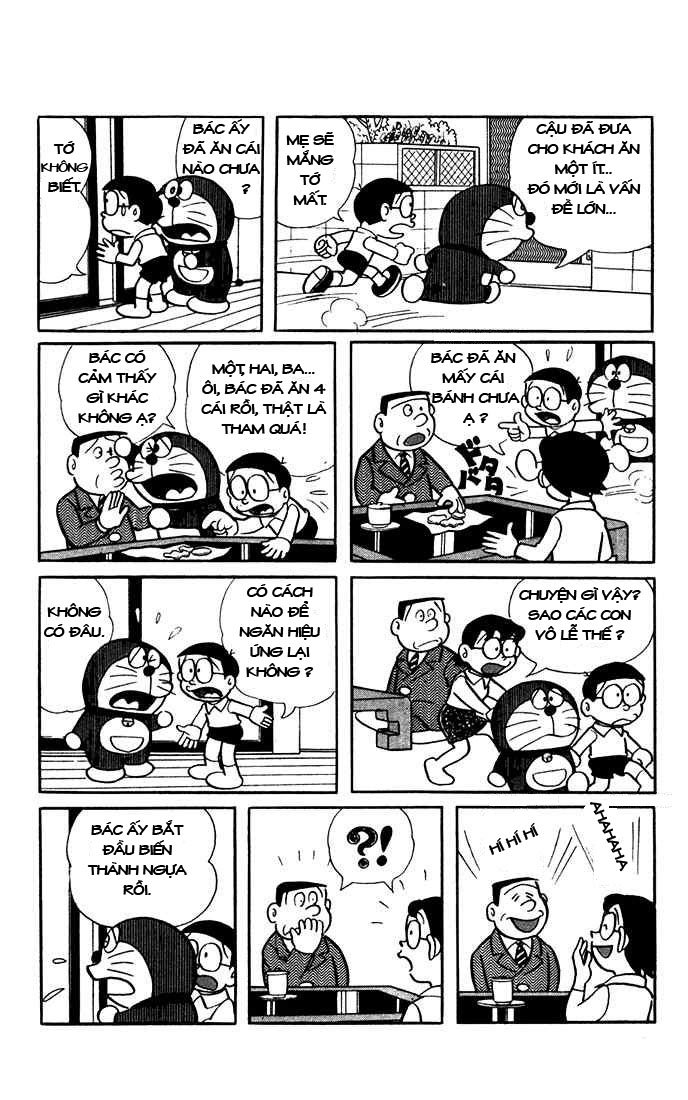 CẬU ĐÃ ĐƯA
CHO KHÁCH ĂN
MỘT ÍT...
ĐÓ MỚI LÀ VẤN
ĐỀ LỚN...
MẸ SẼ
MẮNG
TỚ
MẤT.
BÁC ẤY
ĐÃ ĂN CÁI
NÀO CHƯA
?
TỚ
KHÔNG
BIẾT.
BÁC ĐÃ ĂN
MẤY CÁI
BÁNH CHƯA
Ạ ?
ドタ
バタ
MỘT, HAI, BA...
ÔI, BÁC ĐÃ ĂN 4
CÁI RỒI, THẬT LÀ
THAM QUÁ!
BÁC CÓ
CẢM THẤY
GÌ KHÁC
KHÔNG Ạ?
CHUYỆN GÌ VẬY?
SAO CÁC CON
VÔ LỄ THẾ ?
CÓ CÁCH
NÀO ĐỂ
NGĂN HIỆU
ỨNG LẠI
KHÔNG ?
KHÔNG
CÓ ĐÂU.
AHAHAHA
HÍ HÍ HÍ
?!
BÁC ẤY BẮT
ĐẦU BIẾN
THÀNH NGỰA
RỒI.